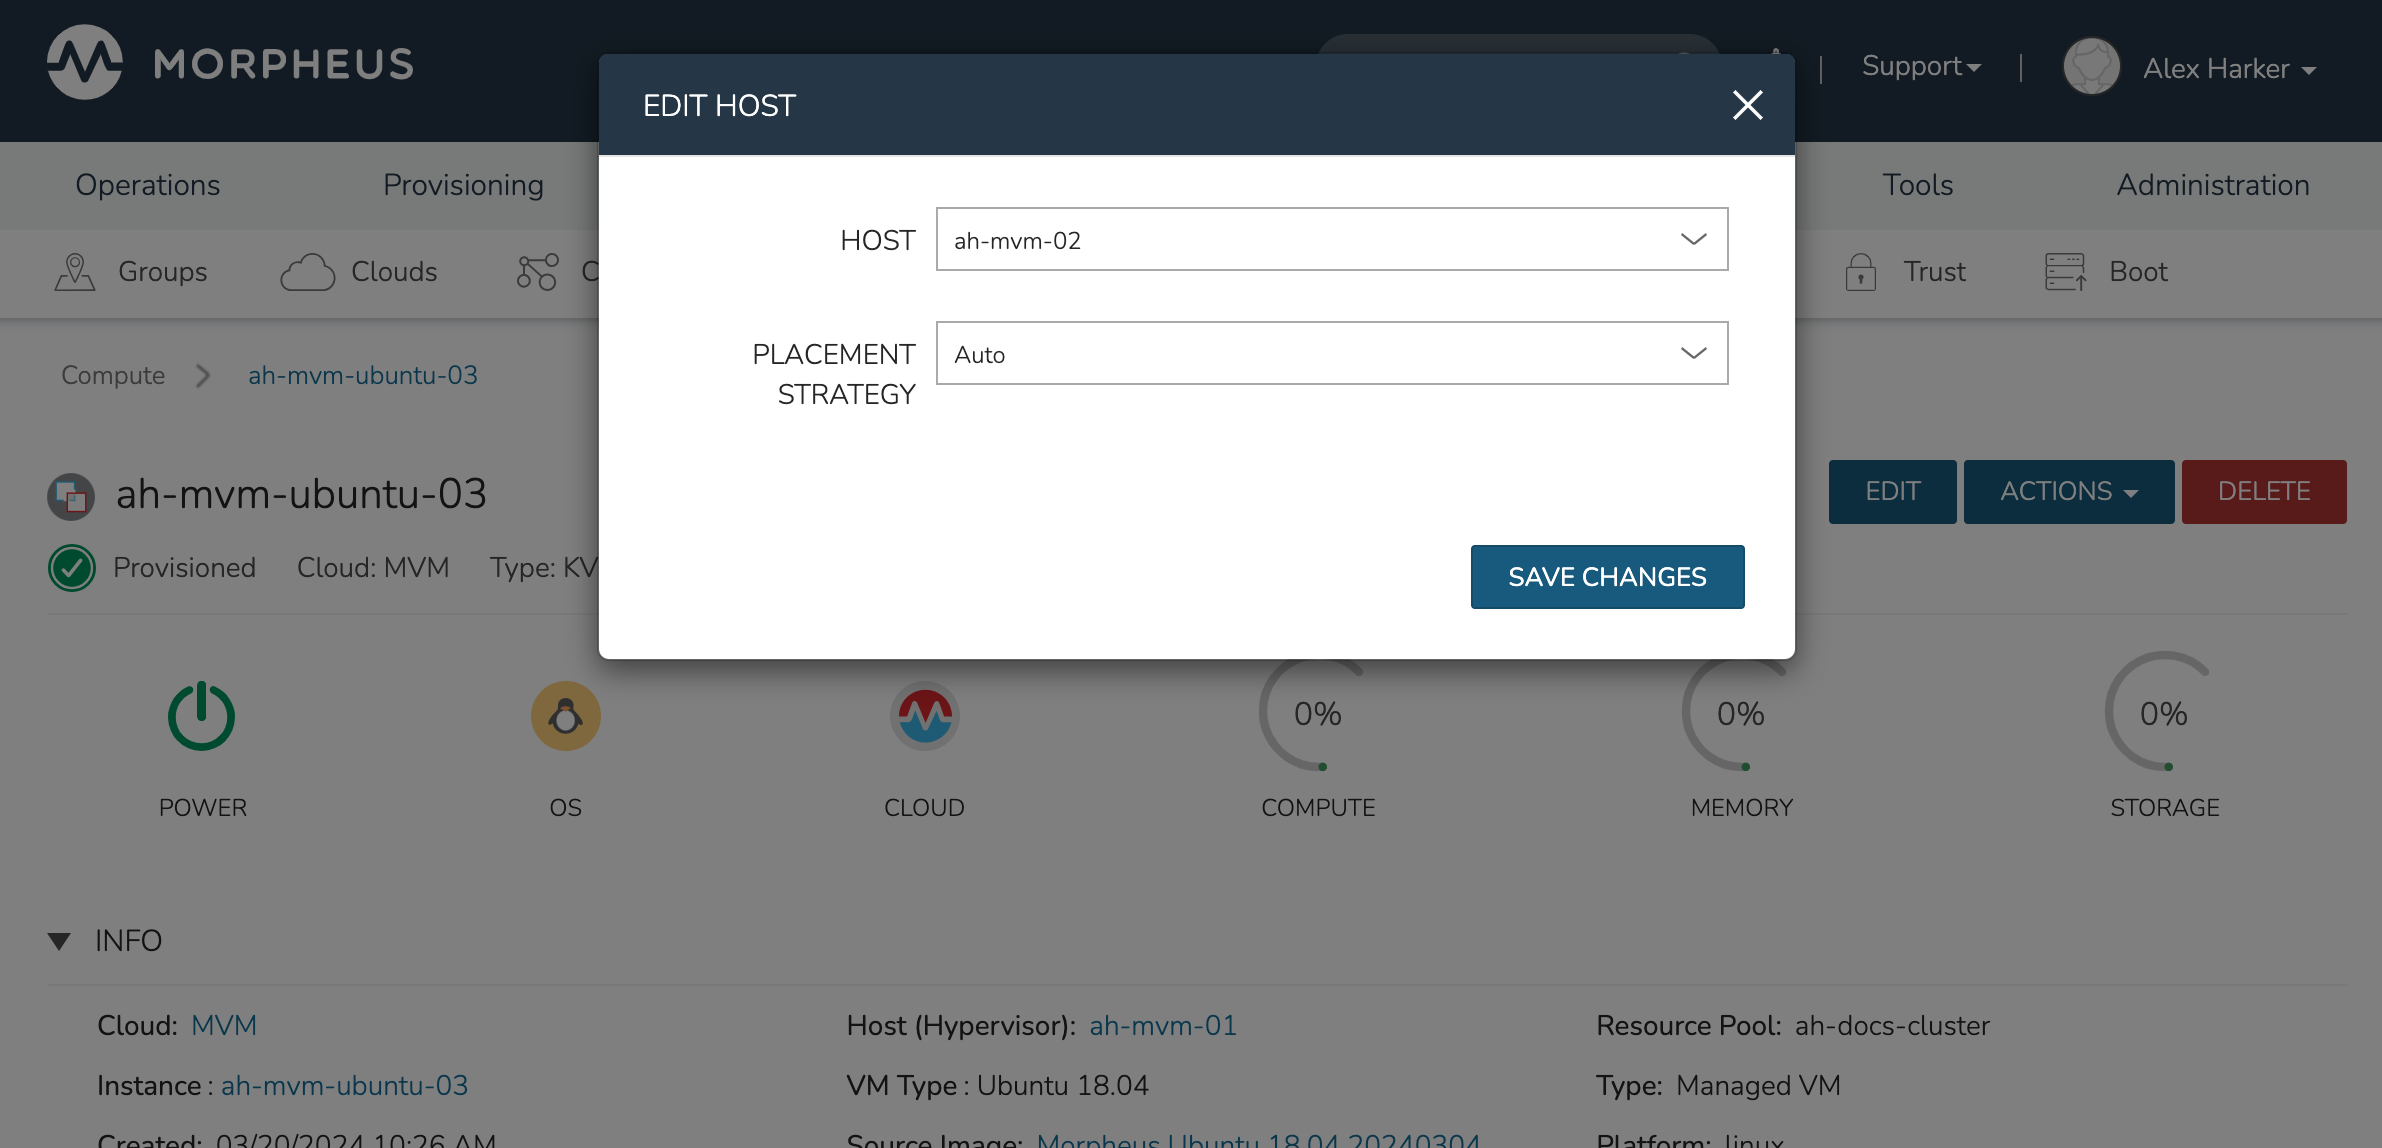 MORPHEUS
Support
Alex Harker
EDIT HOST
Operations
Provisioning
Tools
Administration
Groups
Clouds
C
Trust
Boot
HOST
ah-mvm-02
PLACEMENT
STRATEGY
Auto
SAVE CHANGES
Compute
ah-mvm-ubuntu-03
ah-mvm-ubuntu-03
EDIT
ACTIONS
DELETE
Provisioned
Cloud: MVM
Type: KV
0%
0%
0%
POWER
OS
CLOUD
COMPUTE
MEMORY
STORAGE
INFO
Cloud: MVM
Host (Hypervisor): ah-mvm-01
Resource Pool: ah-docs-cluster
Instance : ah-mvm-ubuntu-03
VM Type : Ubuntu 18.04
Type: Managed VM
Created: 03/20/2024 10:26 AM
Source Image: Morpheus Ubuntu 18.04 20240304
Platform: linux